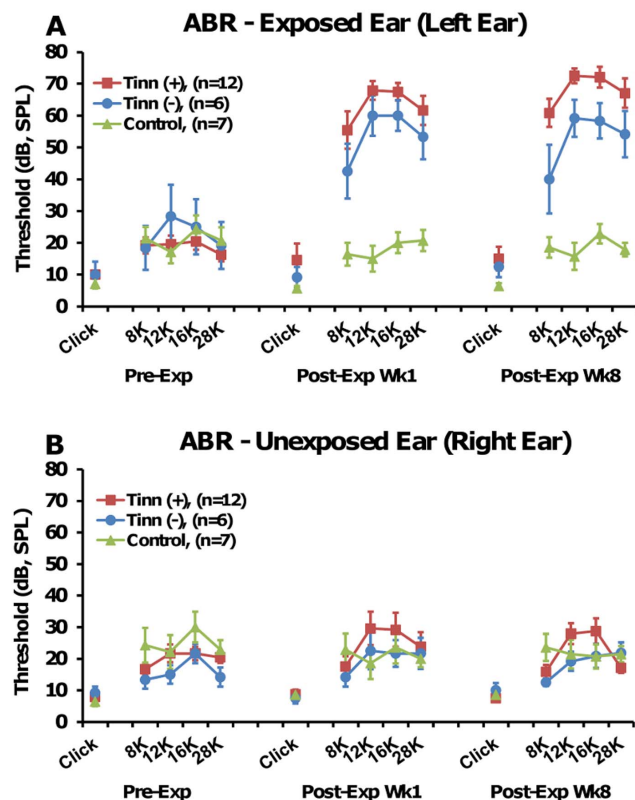 A
ABR - Exposed Ear (Left Ear)
Threshold (dB, SPL)
80
70
60
50
40
30
20
10
0
Tinn (+), (n=12)
Tinn (-), (n=6)
Control, (n=7)
Click 8K 12K 16K 28K Click 8K 12K 16K 28K Click 8K 12K 16K 28K
Pre-Exp Post-Exp Wk1 Post-Exp Wk8
B
ABR - Unexposed Ear (Right Ear)
Threshold (dB, SPL)
80
70
60
50
40
30
20
10
0
Tinn (+), (n=12)
Tinn (-), (n=6)
Control, (n=7)
Click 8K 12K 16K 28K Click 8K 12K 16K 28K Click 8K 12K 16K 28K
Pre-Exp Post-Exp Wk1 Post-Exp Wk8